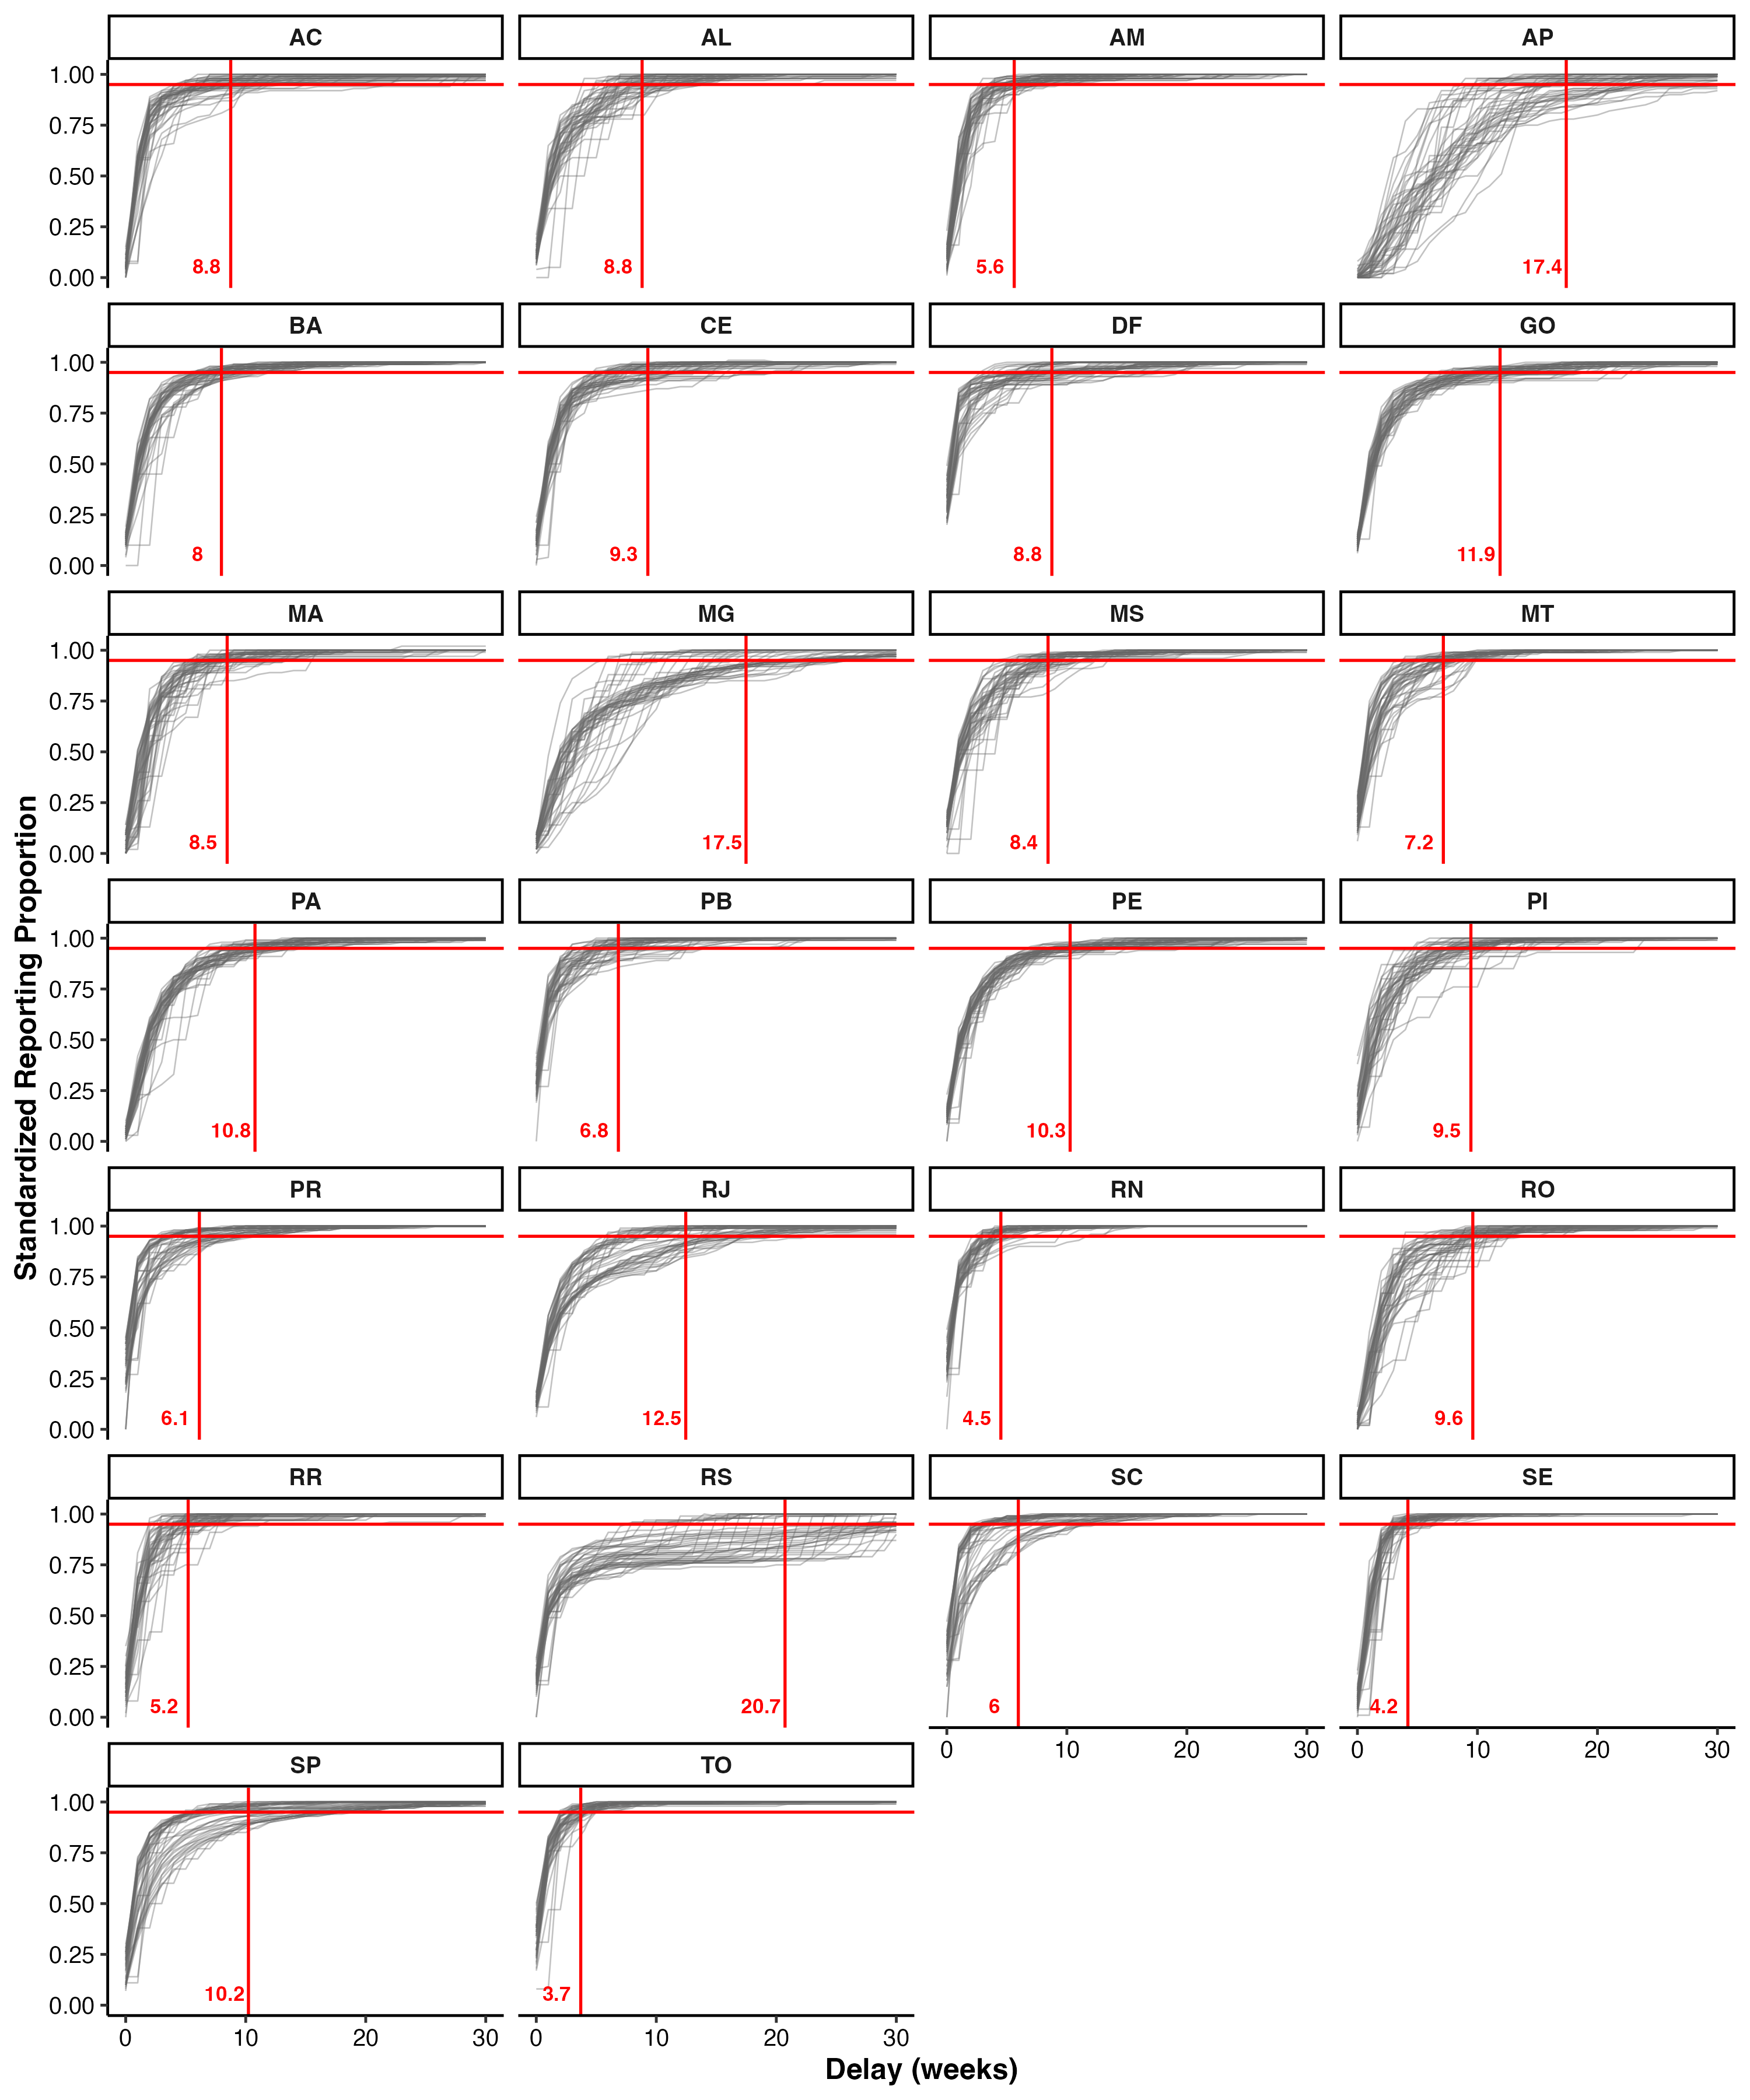 AC AL AM AP
1.00
0.75
0.50
0.25
0.00
8.8 8.8 5.6 17.4
BA CE DF GO
1.00
0.75
0.50
0.25
0.00
8 9.3 8.8 11.9
MA MG MS MT
1.00
0.75
0.50
0.25
0.00
8.5 17.5 8.4 7.2
PA PB PE PI
1.00
0.75
0.50
0.25
0.00
10.8 6.8 10.3 9.5
PR RJ RN RO
1.00
0.75
0.50
0.25
0.00
6.1 12.5 4.5 9.6
RR RS SC SE
1.00
0.75
0.50
0.25
0.00
5.2 20.7 6 4.2
0 10 20 30 0 10 20 30
SP TO
1.00
0.75
0.50
0.25
0.00
10.2 3.7
0 10 20 30 0 10 20 30
Standardized Reporting Proportion
Delay (weeks)